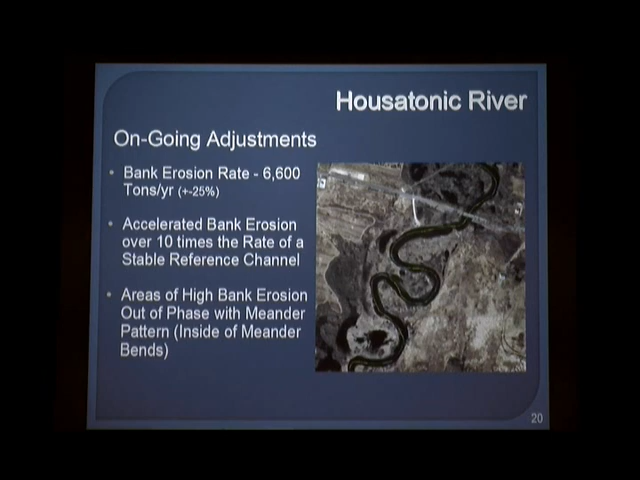 Housatonic River
On-Going Adjustments
• Bank Erosion Rate - 6,600
Tons/yr (+-25%)
• Accelerated Bank Erosion
over 10 times the Rate of a
Stable Reference Channel
• Areas of High Bank Erosion
Out of Phase with Meander
Pattern (Inside of Meander
Bends)
20